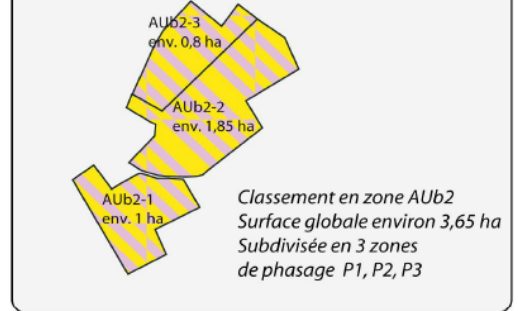 AUb2-3
env. 0,8 ha
AUb2-2
env. 1,85 ha
AUb2-1
env. 1 ha
Classement en zone AUb2
Surface globale environ 3,65 ha
Subdivisée en 3 zones
de phasage P1, P2, P3